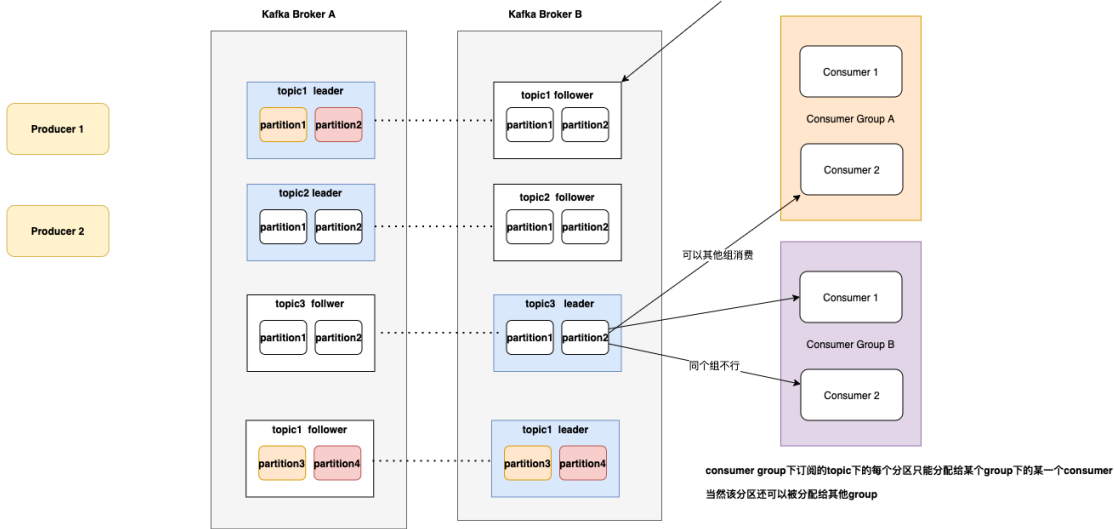 Kafka Broker A
Kafka Broker B
Producer 1
Producer 2
topic1 leader
partition1 partition2
topic2 leader
partition1 partition2
topic3 follwer
partition1 partition2
topic1 follower
partition3 partition4
topic1 follower
partition1 partition2
topic2 follower
partition1 partition2
topic3 leader
partition1 partition2
topic1 leader
partition3 partition4
可以其他组消费
同个组不行
Consumer 1
Consumer Group A
Consumer 2
Consumer 1
Consumer Group B
Consumer 2
consumer group下订阅的topic下的每个分区只能分配给某个group下的某一个consumer
当然该分区还可以被分配给其他group